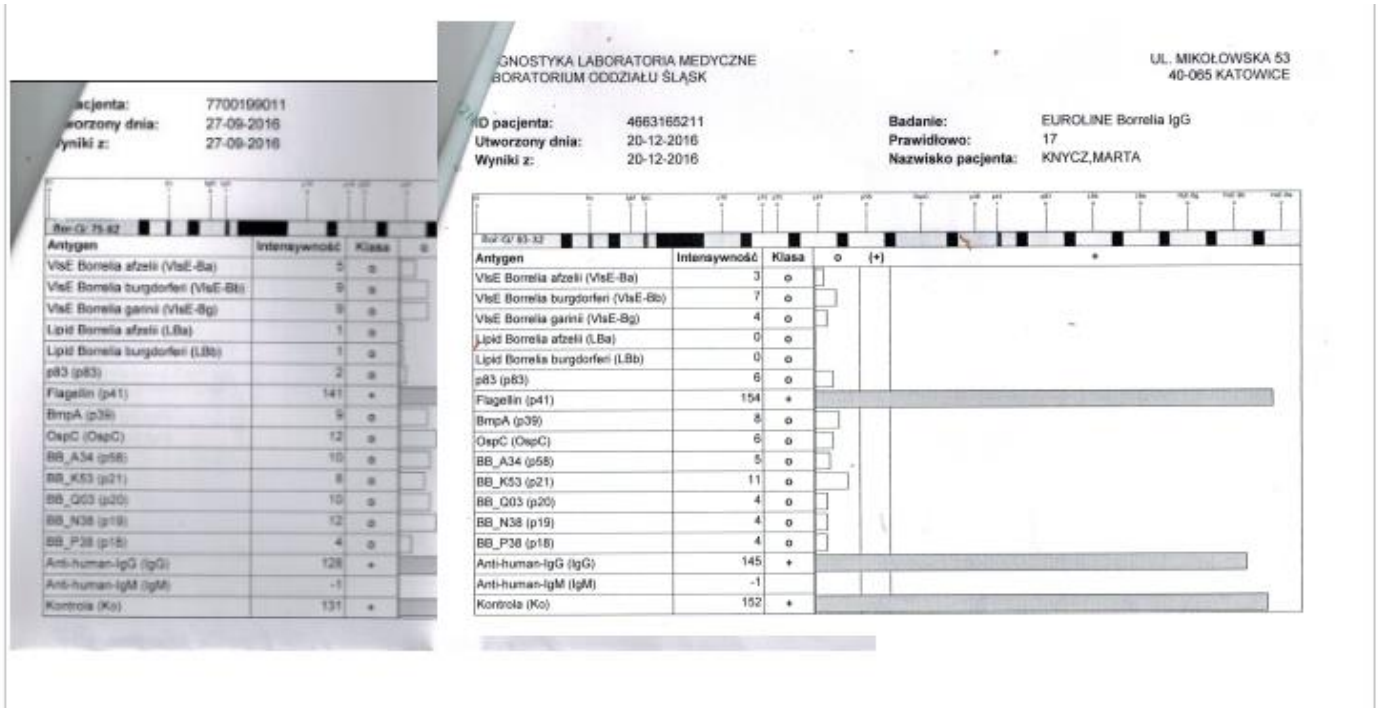 acjenta: 7700199011
worzony dnia: 27-09-2016
yniki z: 27-09-2016
Bor-G/ 75-82
Antygen Intensywność Klasa o
VlsE Borrelia afzelii (VlsE-Ba) 5 o
VlsE Borrelia burgdorferi (VlsE-Bb) 9 o
VlsE Borrelia garinii (VlsE-Bg) 9 o
Lipid Borrelia afzelii (LBa) 1 o
Lipid Borrelia burgdorferi (LBb) 1 o
p83 (p83) 2 o
Flagellin (p41) 141 +
BmpA (p39) 9 o
OspC (OspC) 12 o
BB_A34 (p58) 10 o
BB_K53 (p21) 8 o
BB_Q03 (p20) 10 o
BB_N38 (p19) 12 o
BB_P38 (p18) 4 o
Anti-human-IgG (IgG) 128 +
Anti-human-IgM (IgM) -1
Kontrola (Ko) 131 +
GNOSTYKA LABORATORIA MEDYCZNE
BORATORIUM ODDZIAŁU ŚLĄSK
UL. MIKOŁOWSKA 53
40-065 KATOWICE
ID pacjenta: 4663165211
Utworzony dnia: 20-12-2016
Wyniki z: 20-12-2016
Badanie: EUROLINE Borrelia IgG
Prawidłowo: 17
Nazwisko pacjenta: KNYCZ,MARTA
Antygen Intensywność Klasa o (+) +
VlsE Borrelia afzelii (VlsE-Ba) 3 o
VlsE Borrelia burgdorferi (VlsE-Bb) 7 o
VlsE Borrelia garinii (VlsE-Bg) 4 o
Lipid Borrelia afzelii (LBa) 0 o
Lipid Borrelia burgdorferi (LBb) 0 o
p83 (p83) 6 o
Flagellin (p41) 154 +
BmpA (p39) 8 o
OspC (OspC) 6 o
BB_A34 (p58) 5 o
BB_K53 (p21) 11 o
BB_Q03 (p20) 4 o
BB_N38 (p19) 4 o
BB_P38 (p18) 4 o
Anti-human-IgG (IgG) 145 +
Anti-human-IgM (IgM) -1
Kontrola (Ko) 152 +